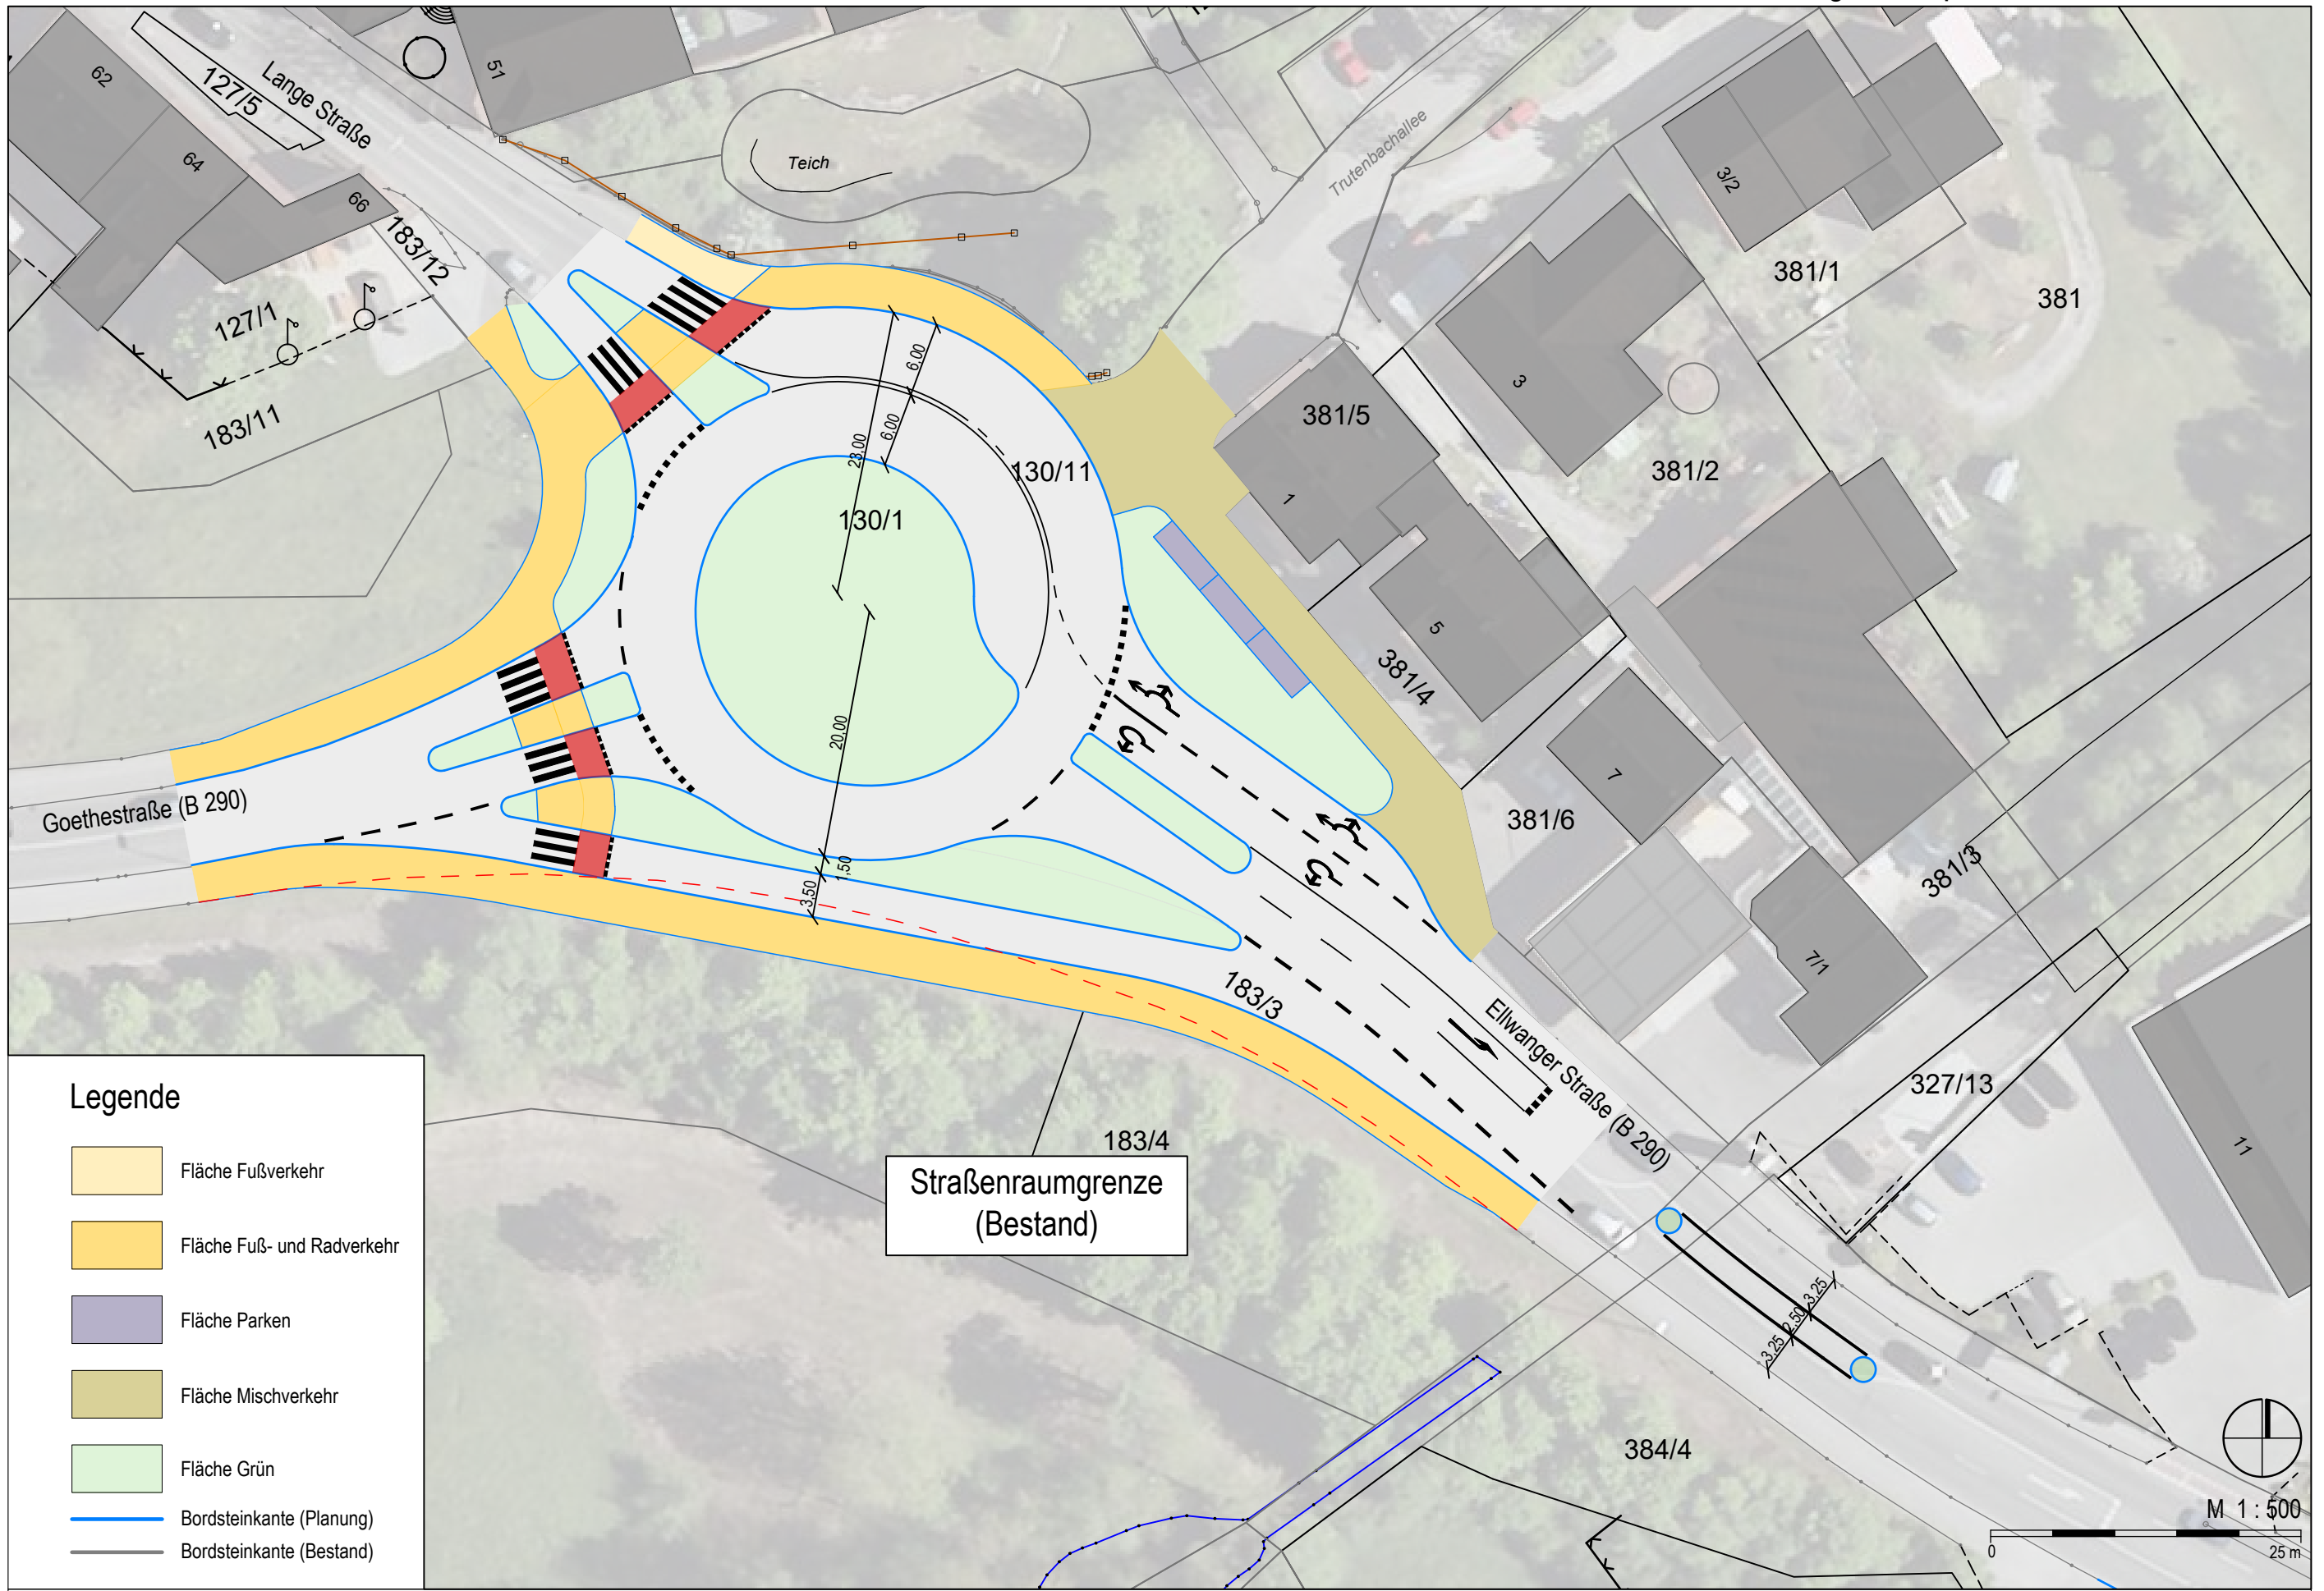 62
127/5
Lange Straße
51
64
66
183/12
127/1
183/11
Teich
Trutenbachallee
3/2
381/1
381
3
381/5
381/2
1
5
381/4
7
381/6
381/3
7/1
327/13
11
6,00
6,00
23,00
130/11
130/1
20,00
1,50
3,50
Goethestraße (B 290)
183/3
Ellwanger Straße (B 290)
183/4
Straßenraumgrenze
(Bestand)
3,25
2,50
3,25
384/4
Legende
Fläche Fußverkehr
Fläche Fuß- und Radverkehr
Fläche Parken
Fläche Mischverkehr
Fläche Grün
Bordsteinkante (Planung)
Bordsteinkante (Bestand)
M 1 : 500
0
25 m